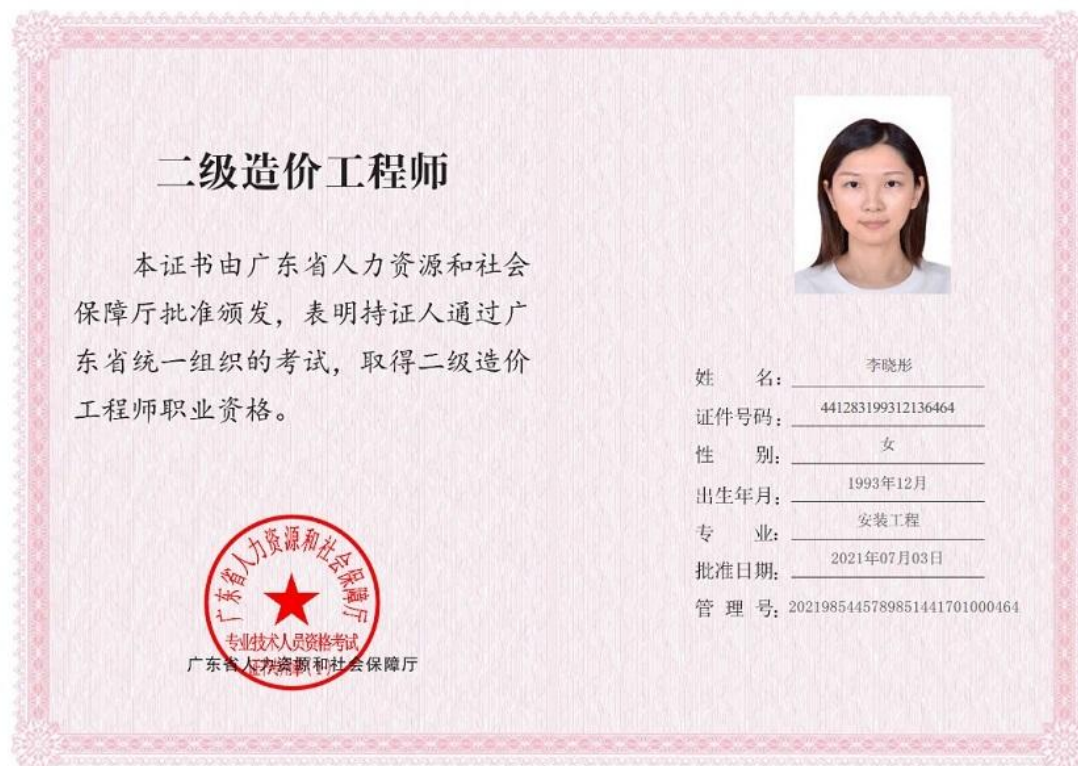 二级造价工程师
本证书由广东省人力资源和社会
保障厅批准颁发，表明持证人通过广
东省统一组织的考试，取得二级造价
工程师职业资格。
广东省人力资源和社会保障厅
专业技术人员资格考试
广东省人力资源和社会保障厅
姓 名：李晓彤
证件号码：441283199312136464
性 别：女
出生年月：1993年12月
专 业：安装工程
批准日期：2021年07月03日
管 理 号：20219854457898514417010000464